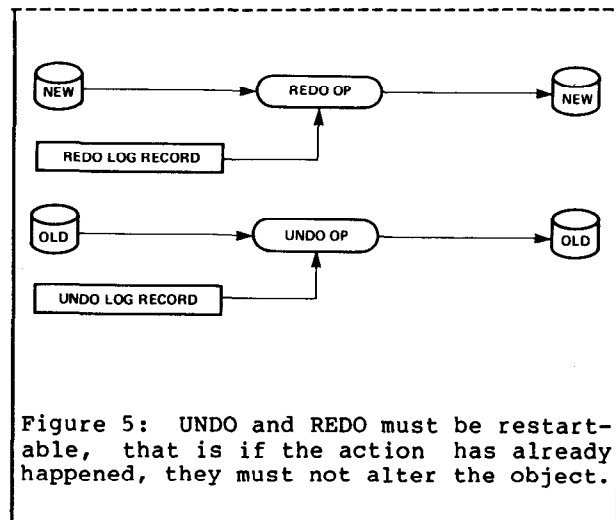 NEW REDO OP NEW
REDO LOG RECORD
OLD UNDO OP OLD
UNDO LOG RECORD
Figure 5: UNDO and REDO must be restart-
able, that is if the action has already
happened, they must not alter the object.